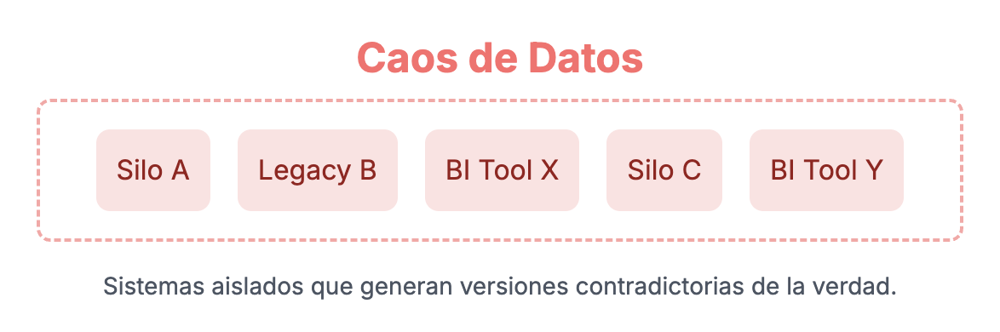 Caos de Datos
Silo A Legacy B BI Tool X Silo C BI Tool Y
Sistemas aislados que generan versiones contradictorias de la verdad.